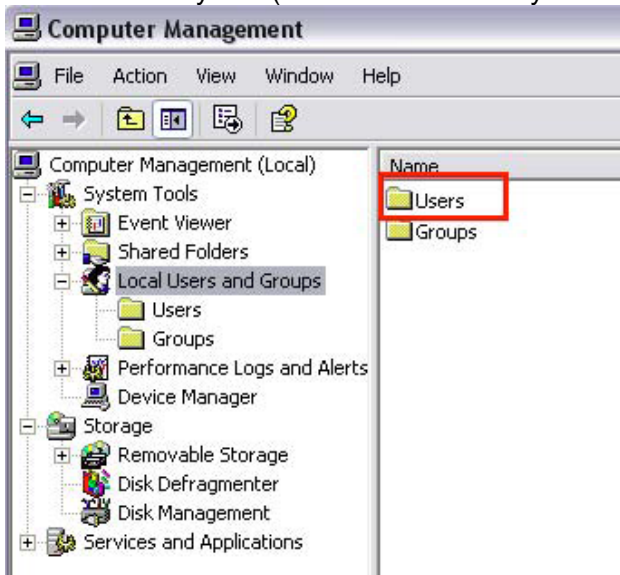 Computer Management
File Action View Window Help
Computer Management (Local)
System Tools
Event Viewer
Shared Folders
Local Users and Groups
Users
Groups
Performance Logs and Alerts
Device Manager
Storage
Removable Storage
Disk Defragmenter
Disk Management
Services and Applications
Name
Users
Groups